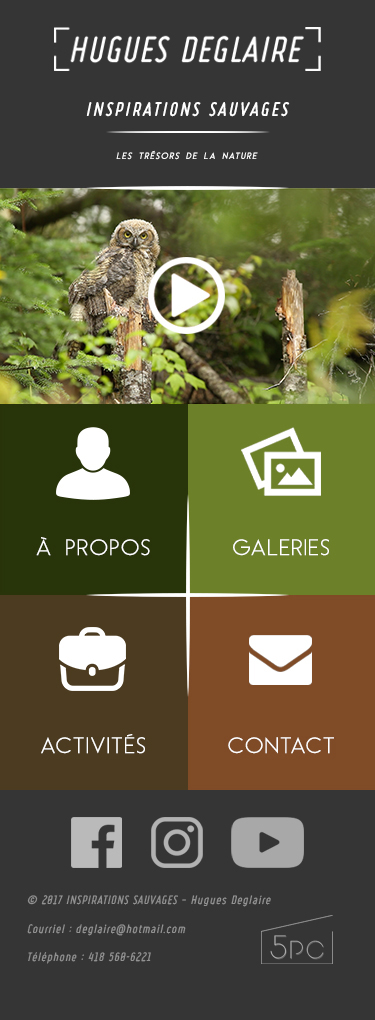 HUGUES DEGLAIRE
INSPIRATIONS SAUVAGES
LES TRÉSORS DE LA NATURE
À PROPOS
GALERIES
ACTIVITÉS
CONTACT
© 2017 INSPIRATIONS SAUVAGES - Hugues Deglaire
Courriel : deglaire@hotmail.com
Téléphone : 418 560-6221
5PC